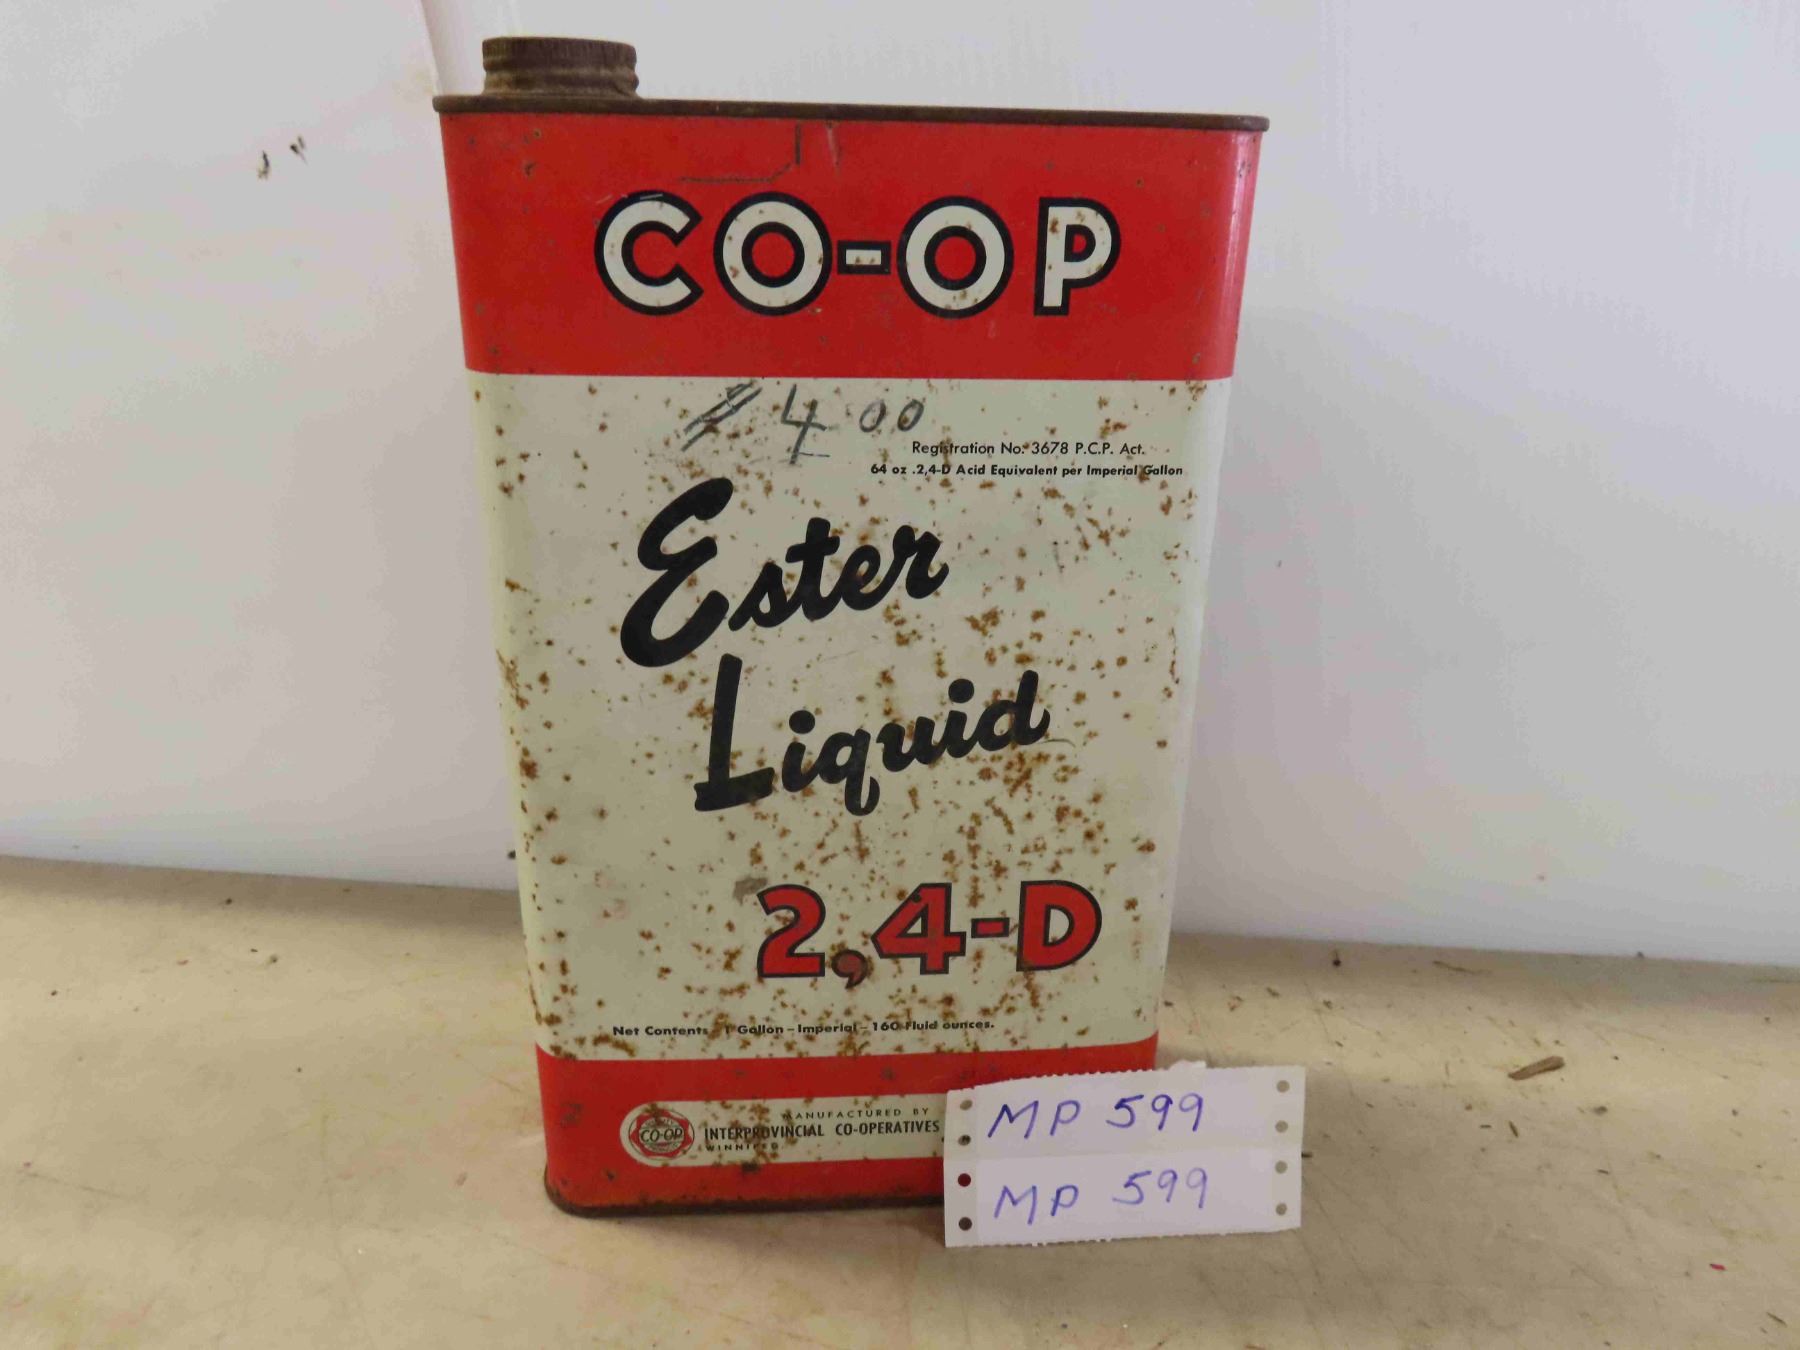 CO-OP
$4 00
Registration No. 3678 P.C.P. Act.
64 oz .2,4-D Acid Equivalent per Imperial Gallon
Ester
Liquid
2,4-D
Net Contents 1 Gallon - Imperial - 160 Fluid ounces.
CO-OP
MANUFACTURED BY
INTERPROVINCIAL CO-OPERATIVES
WINNIPEG
MP 599
MP 599